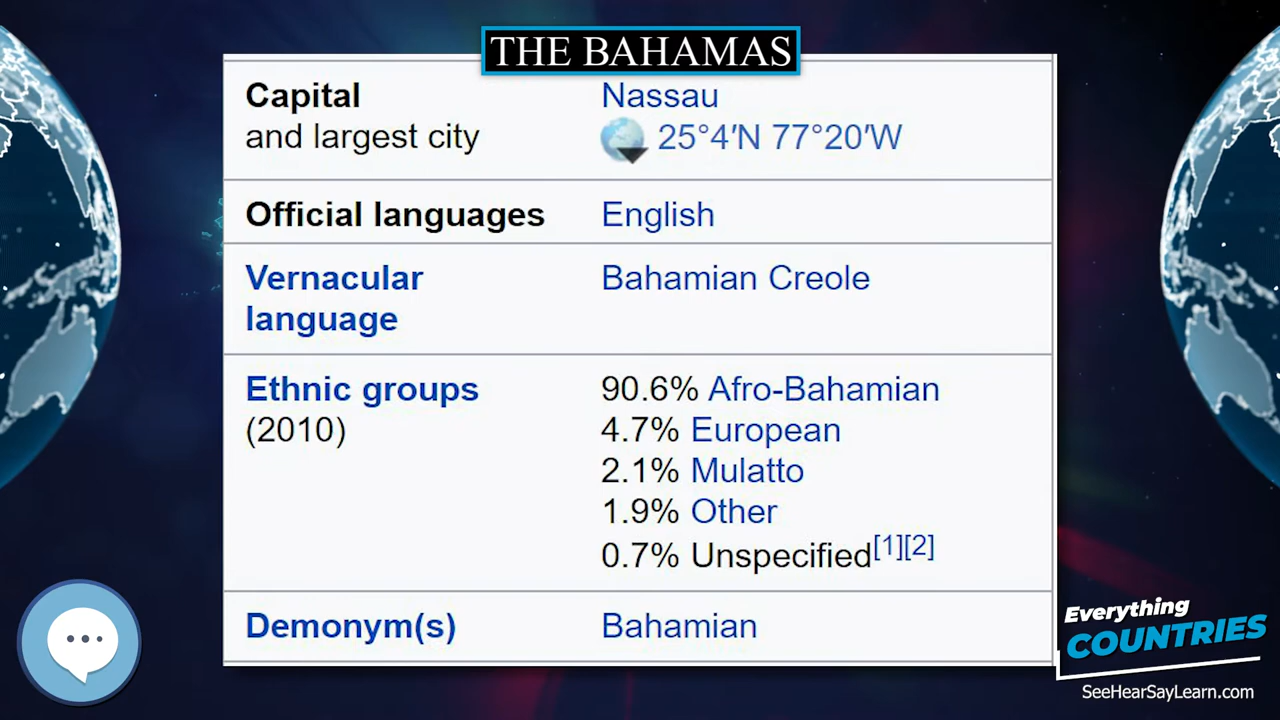 THE BAHAMAS
Capital
and largest city
Nassau
25°4′N 77°20′W
Official languages
English
Vernacular
language
Bahamian Creole
Ethnic groups
(2010)
90.6% Afro-Bahamian
4.7% European
2.1% Mulatto
1.9% Other
0.7% Unspecified[1][2]
Demonym(s)
Bahamian
Everything
COUNTRIES
SeeHearSayLearn.com